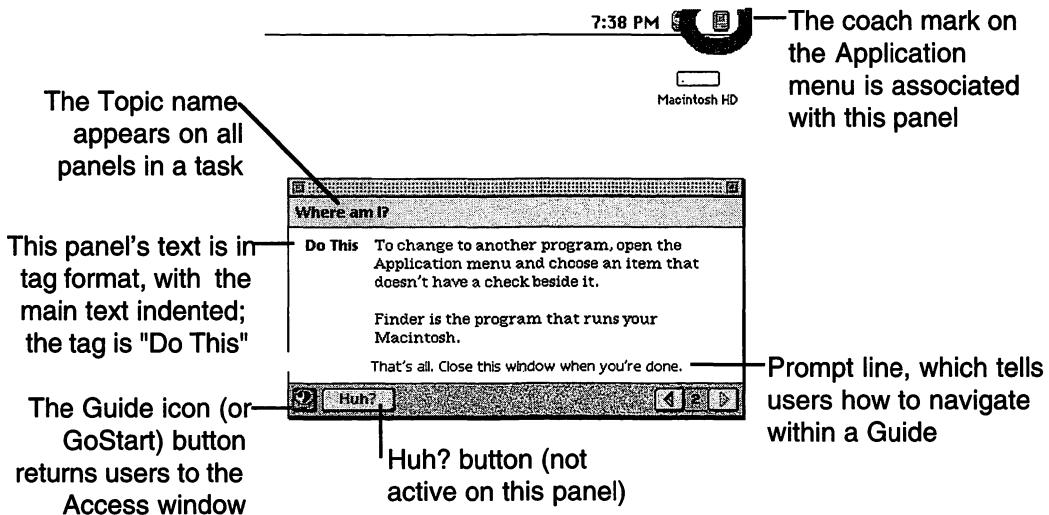 7:38 PM
The coach mark on
the Application
menu is associated
with this panel
Macintosh HD
The Topic name
appears on all
panels in a task
Where am I?
This panel's text is in
tag format, with the
main text indented;
the tag is "Do This"
Do This To change to another program, open the
Application menu and choose an item that
doesn't have a check beside it.
Finder is the program that runs your
Macintosh.
That's all. Close this window when you're done.
Prompt line, which tells
users how to navigate
within a Guide
Huh?
2
The Guide icon (or
GoStart) button
returns users to the
Access window
Huh? button (not
active on this panel)